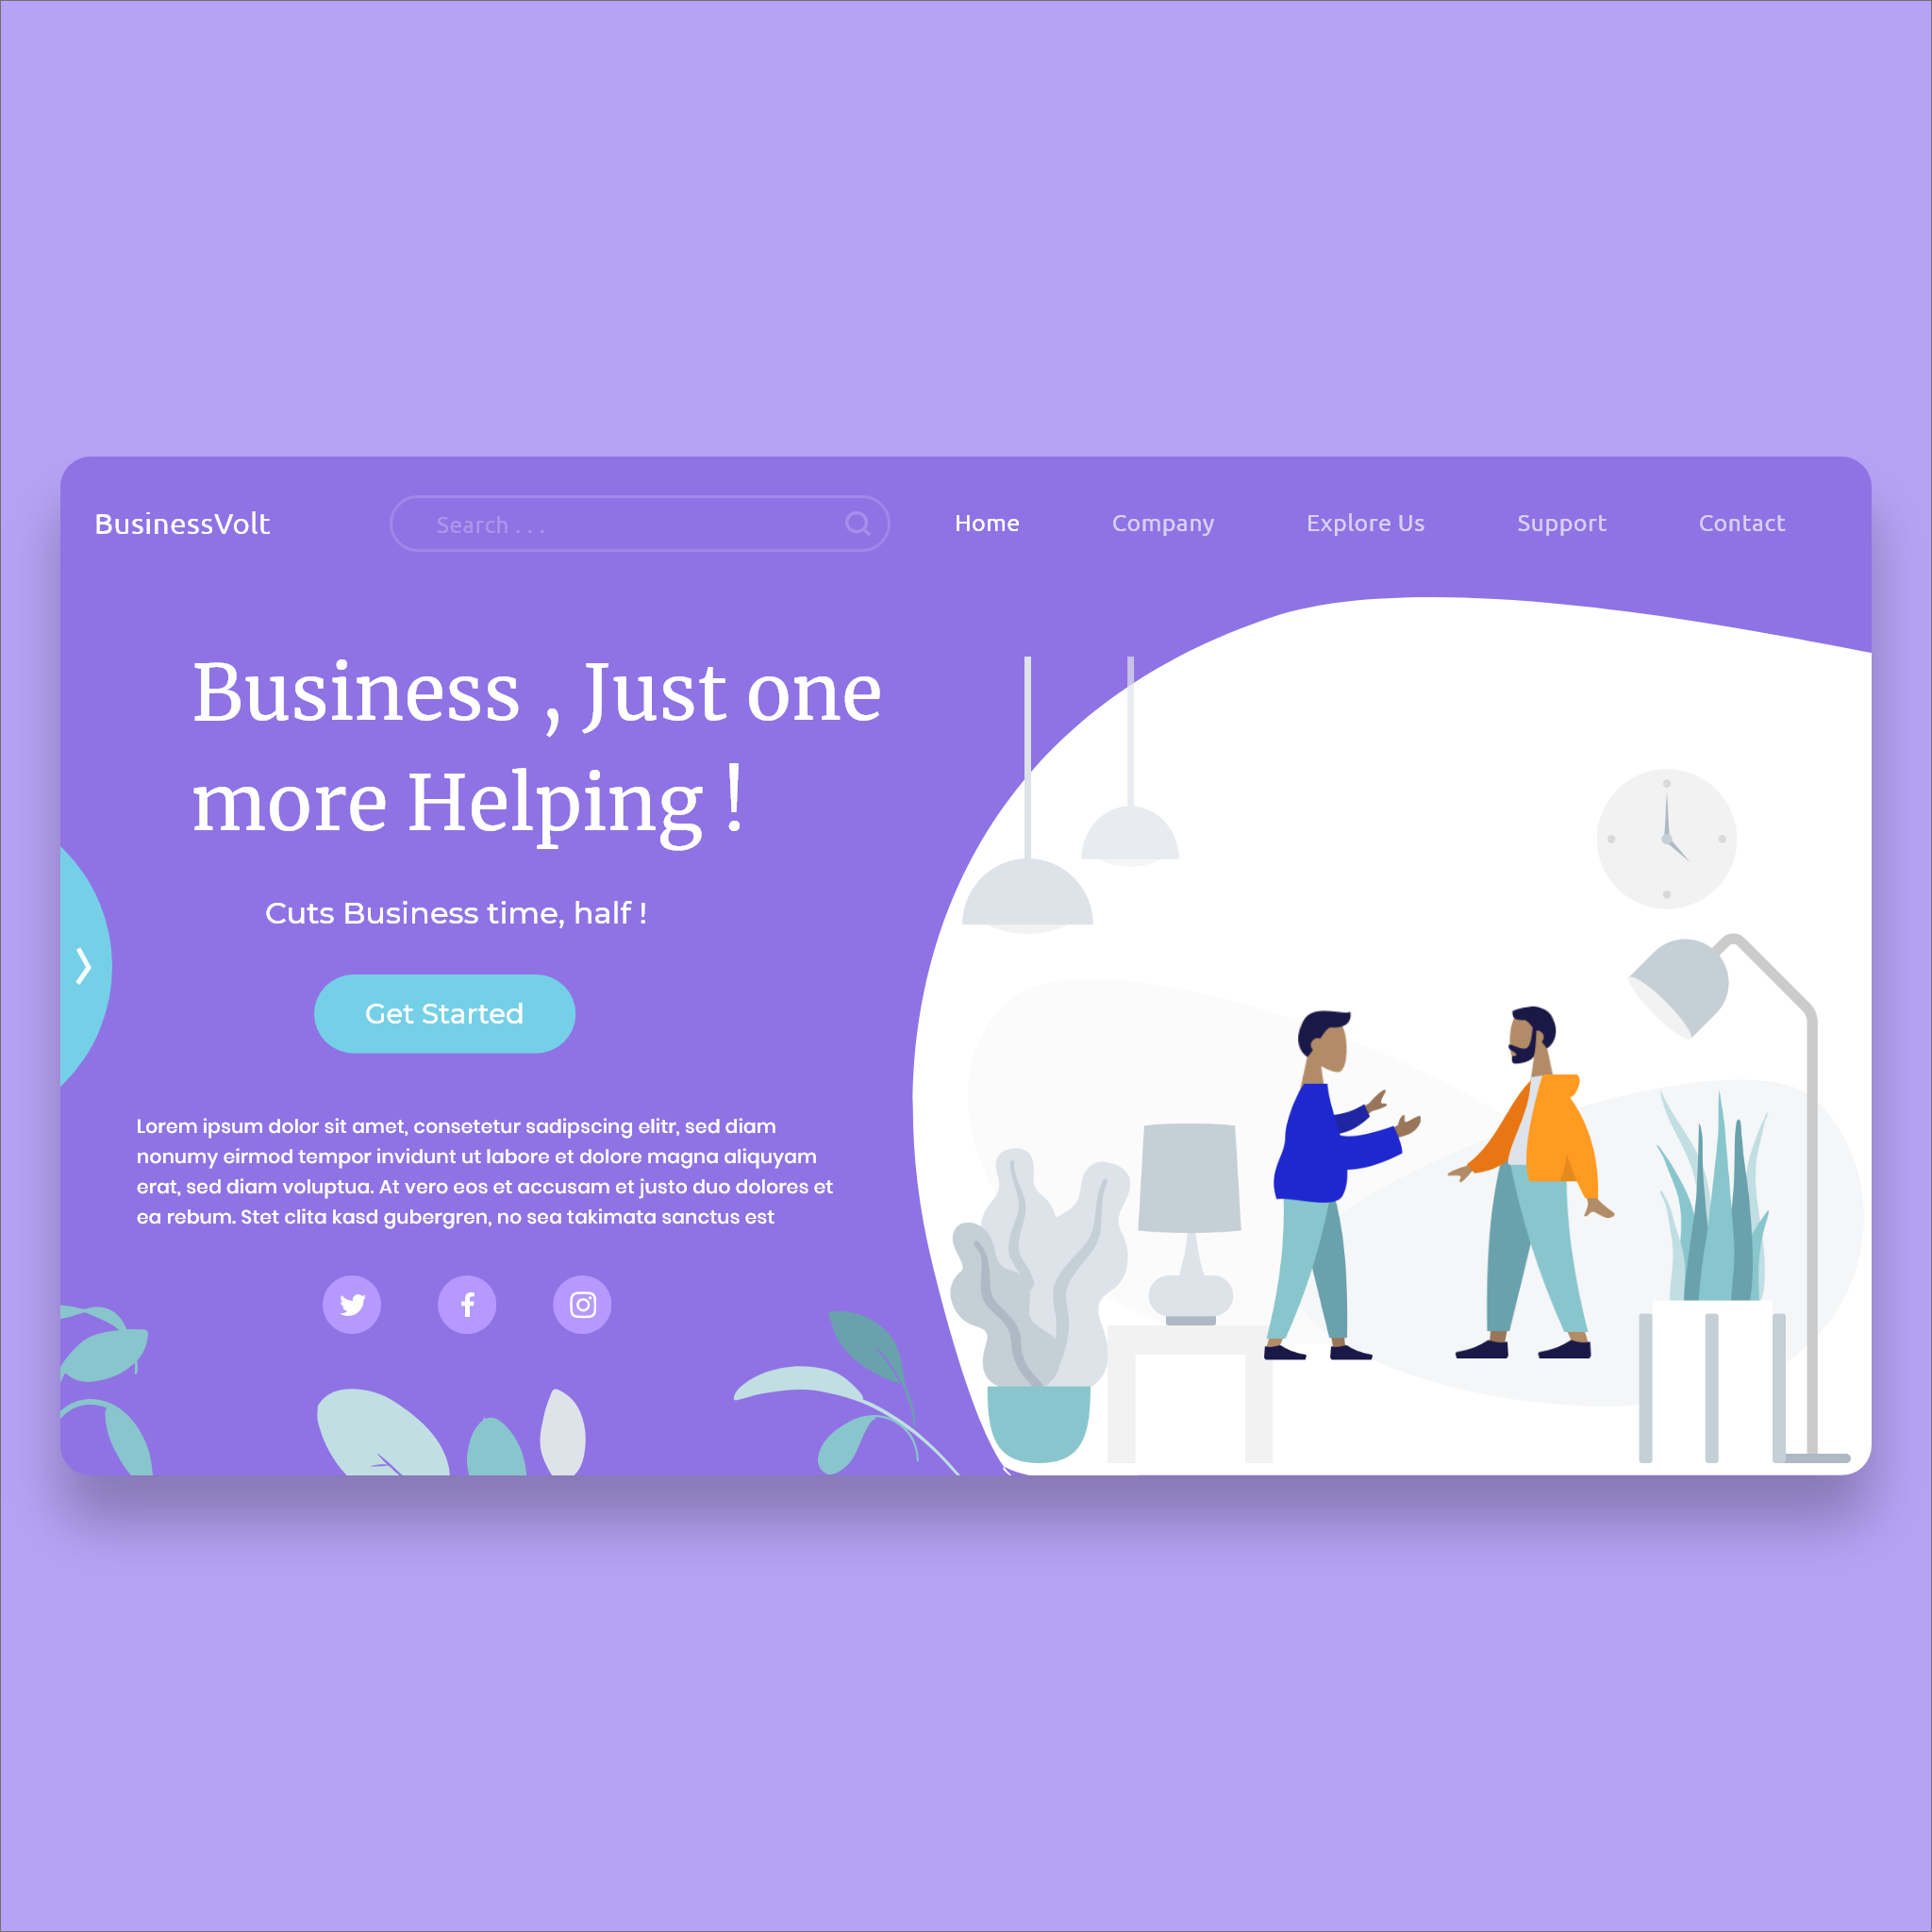 BusinessVolt
Search . . .
Home
Company
Explore Us
Support
Contact
Business , Just one
more Helping !
Cuts Business time, half !
Get Started
Lorem ipsum dolor sit amet, consetetur sadipscing elitr, sed diam
nonumy eirmod tempor invidunt ut labore et dolore magna aliquyam
erat, sed diam voluptua. At vero eos et accusam et justo duo dolores et
ea rebum. Stet clita kasd gubergren, no sea takimata sanctus est